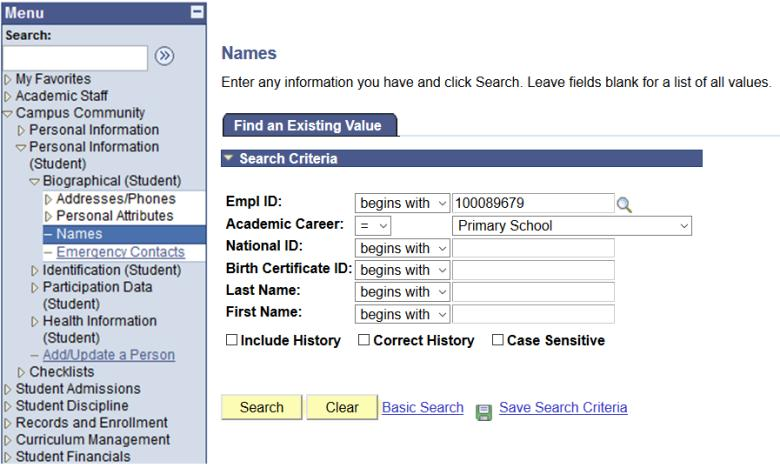 Menu
Search:
My Favorites
Academic Staff
Campus Community
Personal Information
Personal Information
(Student)
Biographical (Student)
Addresses/Phones
Personal Attributes
– Names
– Emergency Contacts
Identification (Student)
Participation Data
(Student)
Health Information
(Student)
– Add/Update a Person
Checklists
Student Admissions
Student Discipline
Records and Enrollment
Curriculum Management
Student Financials
Names
Enter any information you have and click Search. Leave fields blank for a list of all values.
Find an Existing Value
Search Criteria
Empl ID: begins with 100089679
Academic Career: = Primary School
National ID: begins with
Birth Certificate ID: begins with
Last Name: begins with
First Name: begins with
Include History Correct History Case Sensitive
Search Clear Basic Search Save Search Criteria